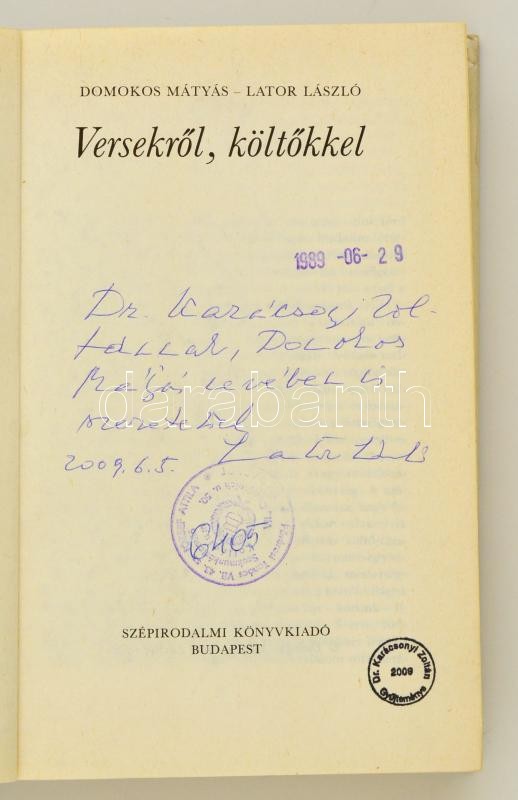 DOMOKOS MÁTYÁS – LATOR LÁSZLÓ
Versekről, költőkkel
1989 -06- 29
Dr. Karácsonyi Zol-
tánnak, Domokos
Mátyás nevében is
szeretettel
Lator László
2009.6.5.
darabanth
6405
SZÉPIRODALMI KÖNYVKIADÓ
BUDAPEST
Dr. Karácsonyi Zoltán
2009
Gyűjteménye